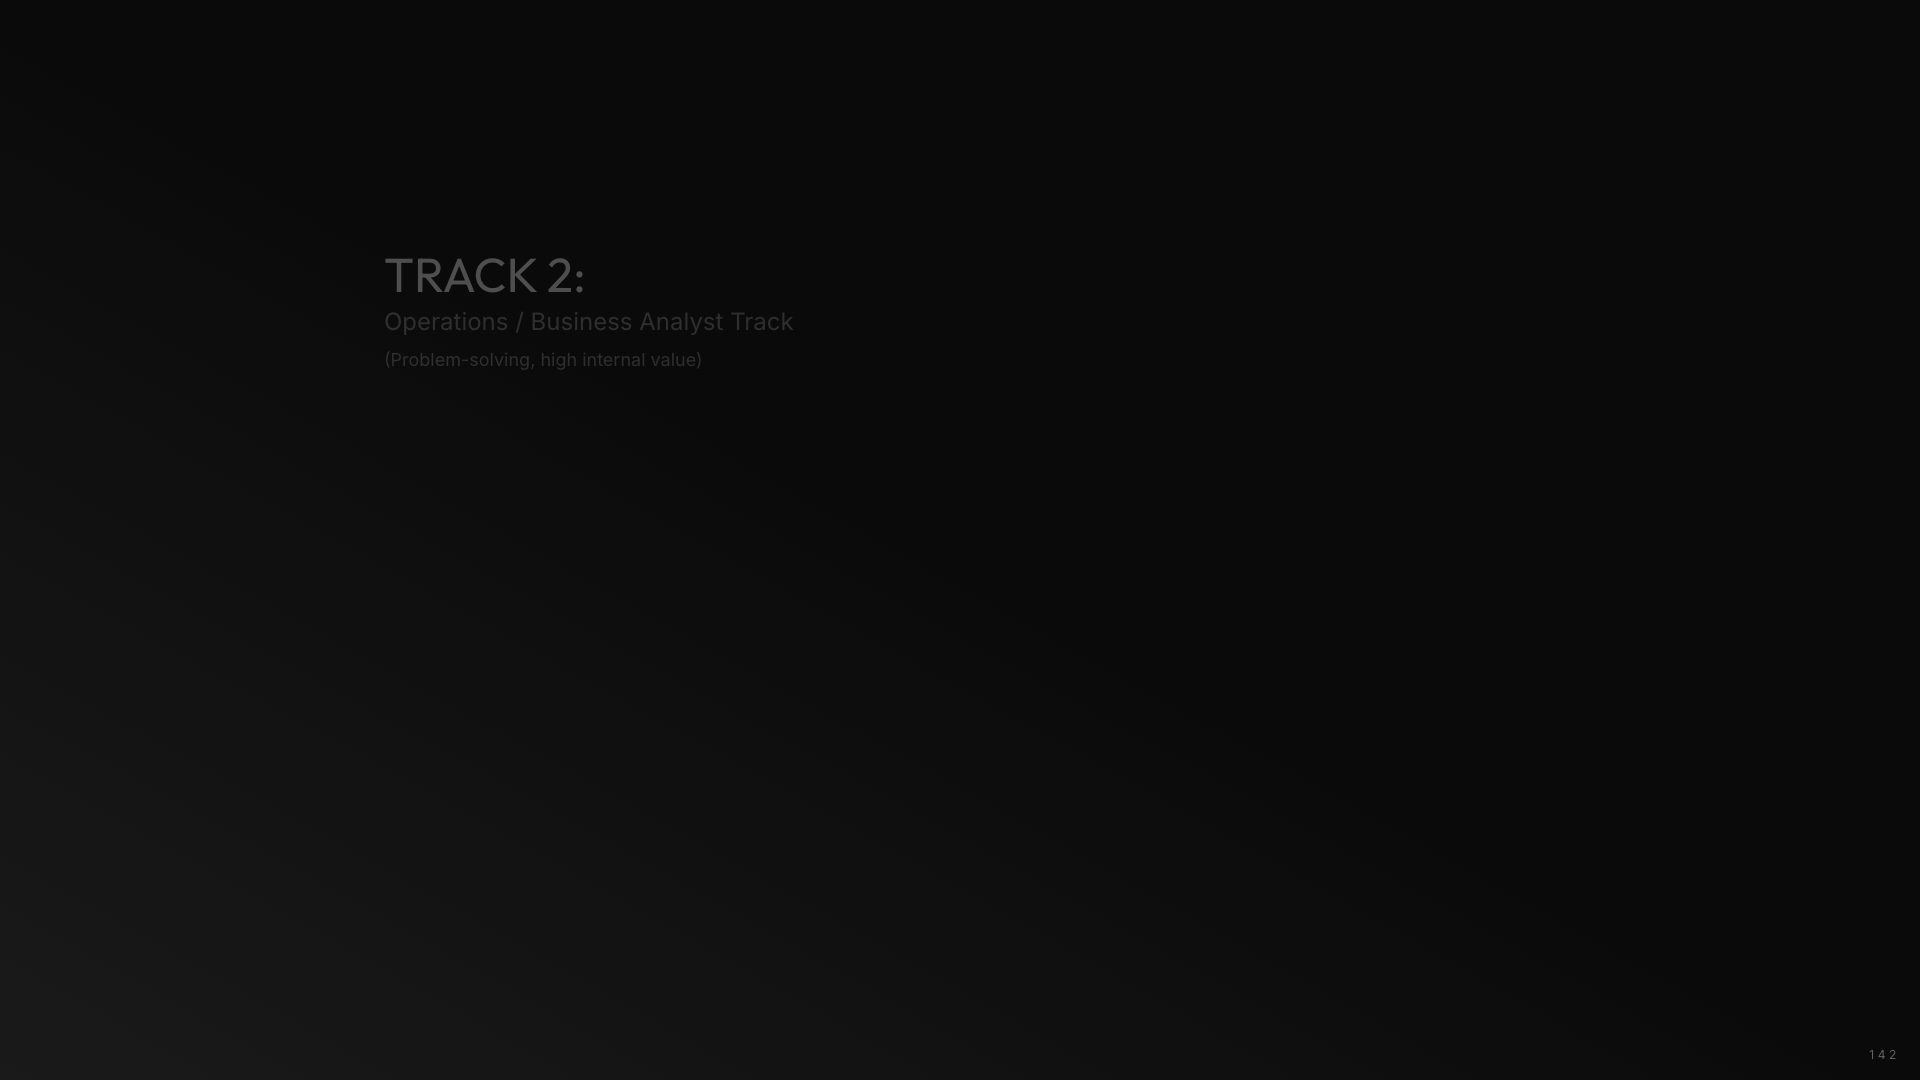 TRACK 2:
Operations / Business Analyst Track
(Problem-solving, high internal value)
142